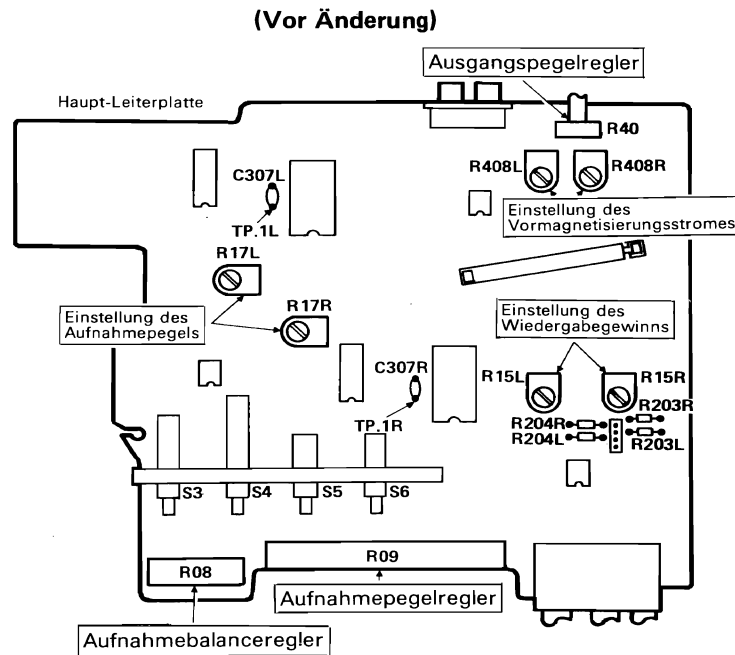 (Vor Änderung)
Ausgangspegelregler
Haupt-Leiterplatte
R40
R408L
R408R
C307L
Einstellung des
Vormagnetisierungsstromes
TP.1L
R17L
Einstellung des
Aufnahmepegels
R17R
Einstellung des
Wiedergabegewinns
C307R
R15L
R15R
R203R
TP.1R
R204R
R204L
R203L
S3
S4
S5
S6
R09
R08
Aufnahmepegelregler
Aufnahmebalanceregler